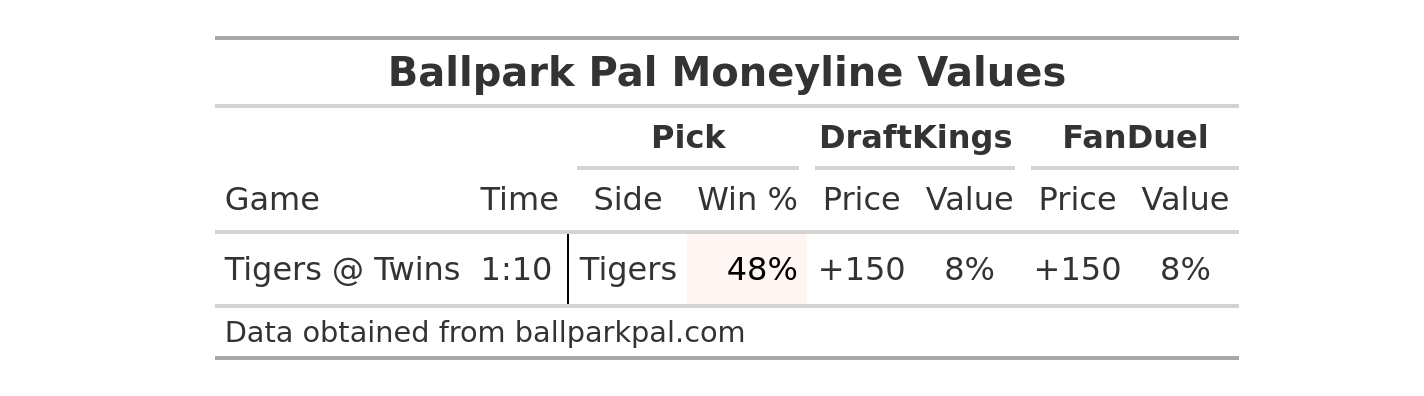 Ballpark Pal Moneyline Values
Pick DraftKings FanDuel
Game Time Side Win % Price Value Price Value
Tigers @ Twins 1:10 Tigers 48% +150 8% +150 8%
Data obtained from ballparkpal.com